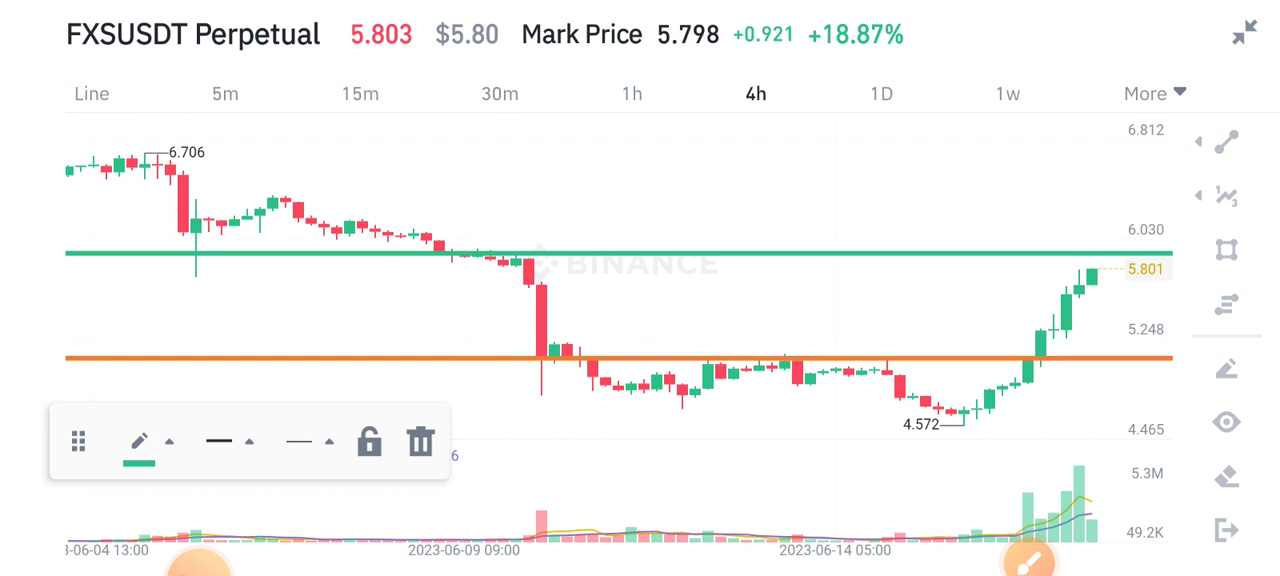 FXSUSDT Perpetual 5.803 $5.80 Mark Price 5.798 +0.921 +18.87%
Line 5m 15m 30m 1h 4h 1D 1w More
6.812
6.706
6.030
BINANCE
5.801
5.248
4.572
4.465
6
5.3M
49.2K
3-06-04 13:00 2023-06-09 09:00 2023-06-14 05:00